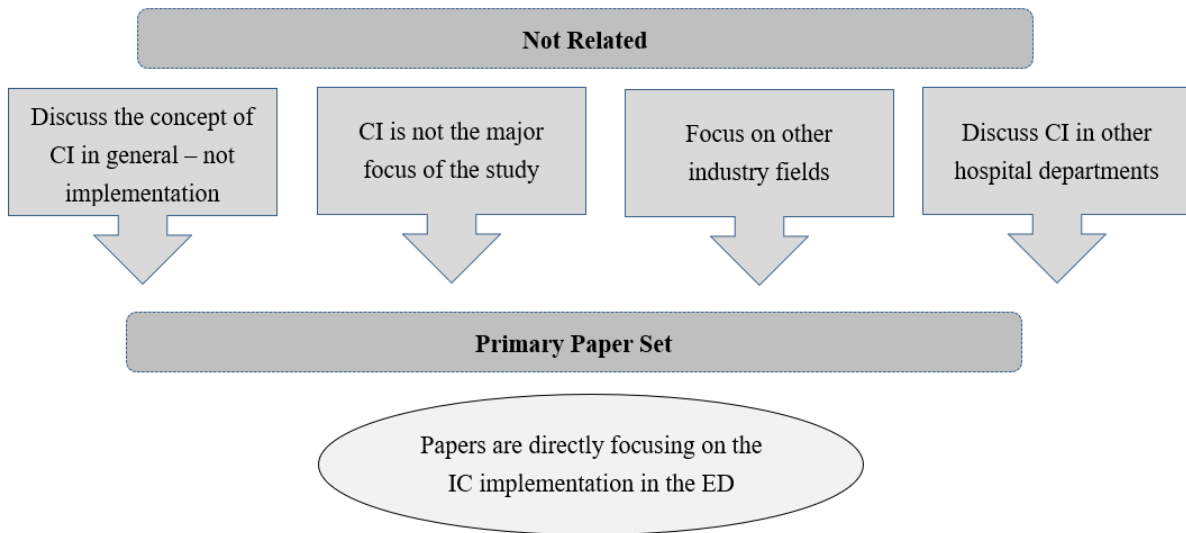 Not Related
Discuss the concept of
CI in general – not
implementation
CI is not the major
focus of the study
Focus on other
industry fields
Discuss CI in other
hospital departments
Primary Paper Set
Papers are directly focusing on the
IC implementation in the ED